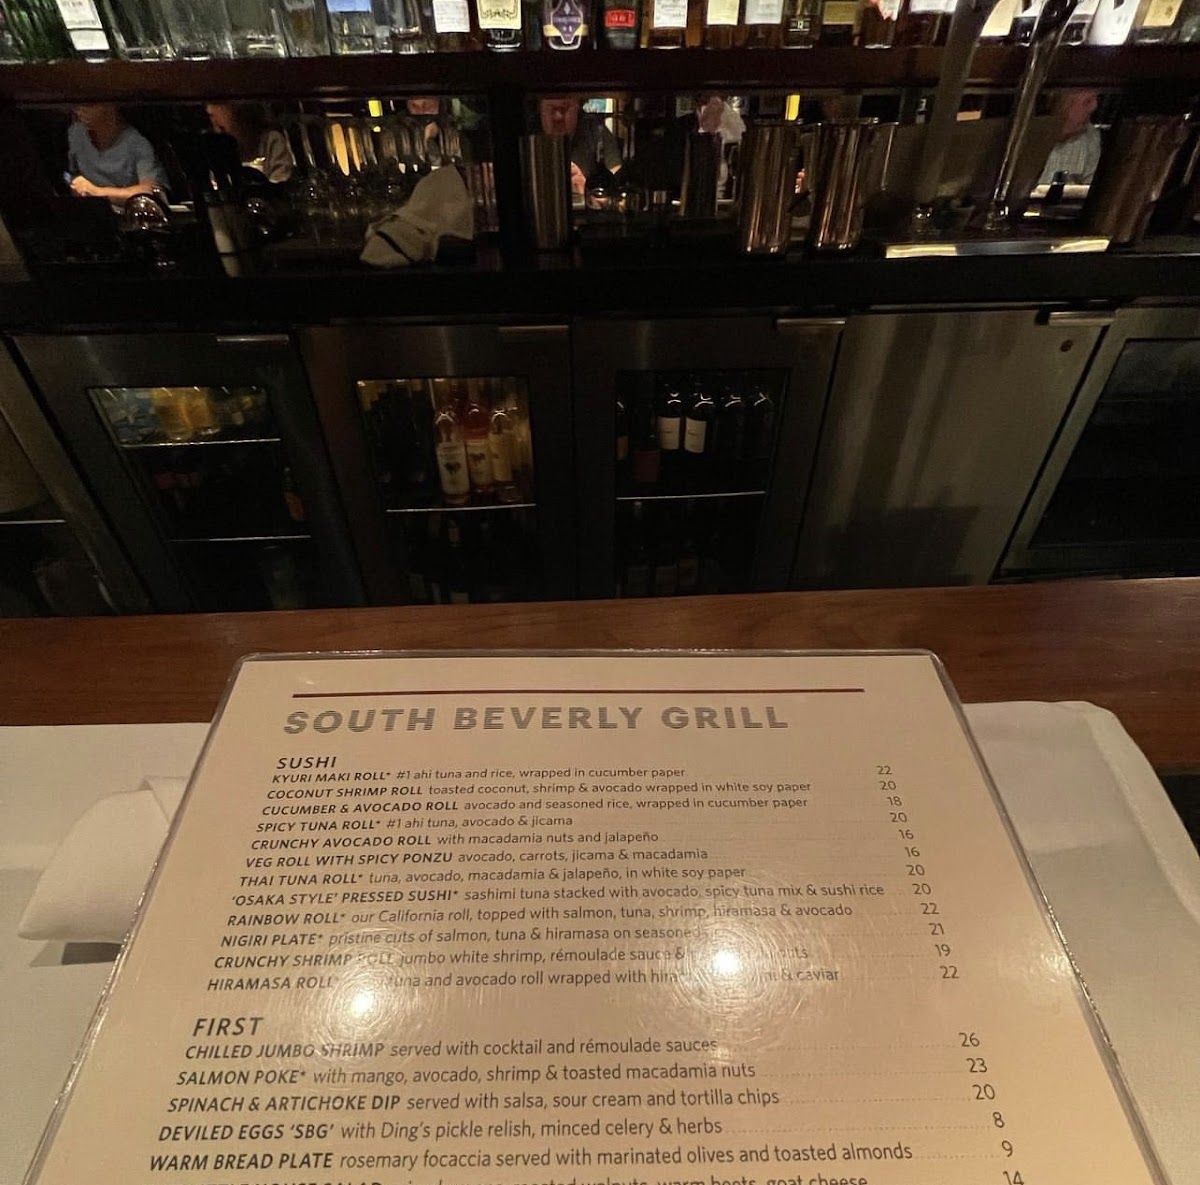 SOUTH BEVERLY GRILL
SUSHI
KYURI MAKI ROLL* #1 ahi tuna and rice, wrapped in cucumber paper 22
COCONUT SHRIMP ROLL toasted coconut, shrimp & avocado wrapped in white soy paper 20
CUCUMBER & AVOCADO ROLL avocado and seasoned rice, wrapped in cucumber paper 18
SPICY TUNA ROLL* #1 ahi tuna, avocado & jicama 20
CRUNCHY AVOCADO ROLL with macadamia nuts and jalapeño 16
VEG ROLL WITH SPICY PONZU avocado, carrots, jicama & macadamia 16
THAI TUNA ROLL* tuna, avocado, macadamia & jalapeño, in white soy paper 20
'OSAKA STYLE' PRESSED SUSHI* sashimi tuna stacked with avocado, spicy tuna mix & sushi rice 20
RAINBOW ROLL* our California roll, topped with salmon, tuna, shrimp, hiramasa & avocado 22
NIGIRI PLATE* pristine cuts of salmon, tuna & hiramasa on seasoned 21
CRUNCHY SHRIMP ROLL jumbo white shrimp, rémoulade sauce & 19
HIRAMASA ROLL* tuna and avocado roll wrapped with & caviar 22
FIRST
CHILLED JUMBO SHRIMP served with cocktail and rémoulade sauces 26
SALMON POKE* with mango, avocado, shrimp & toasted macadamia nuts 23
SPINACH & ARTICHOKE DIP served with salsa, sour cream and tortilla chips 20
DEVILED EGGS 'SBG' with Ding's pickle relish, minced celery & herbs 8
WARM BREAD PLATE rosemary focaccia served with marinated olives and toasted almonds 9
HOUSE SALAD walnuts, warm beets, goat cheese 14